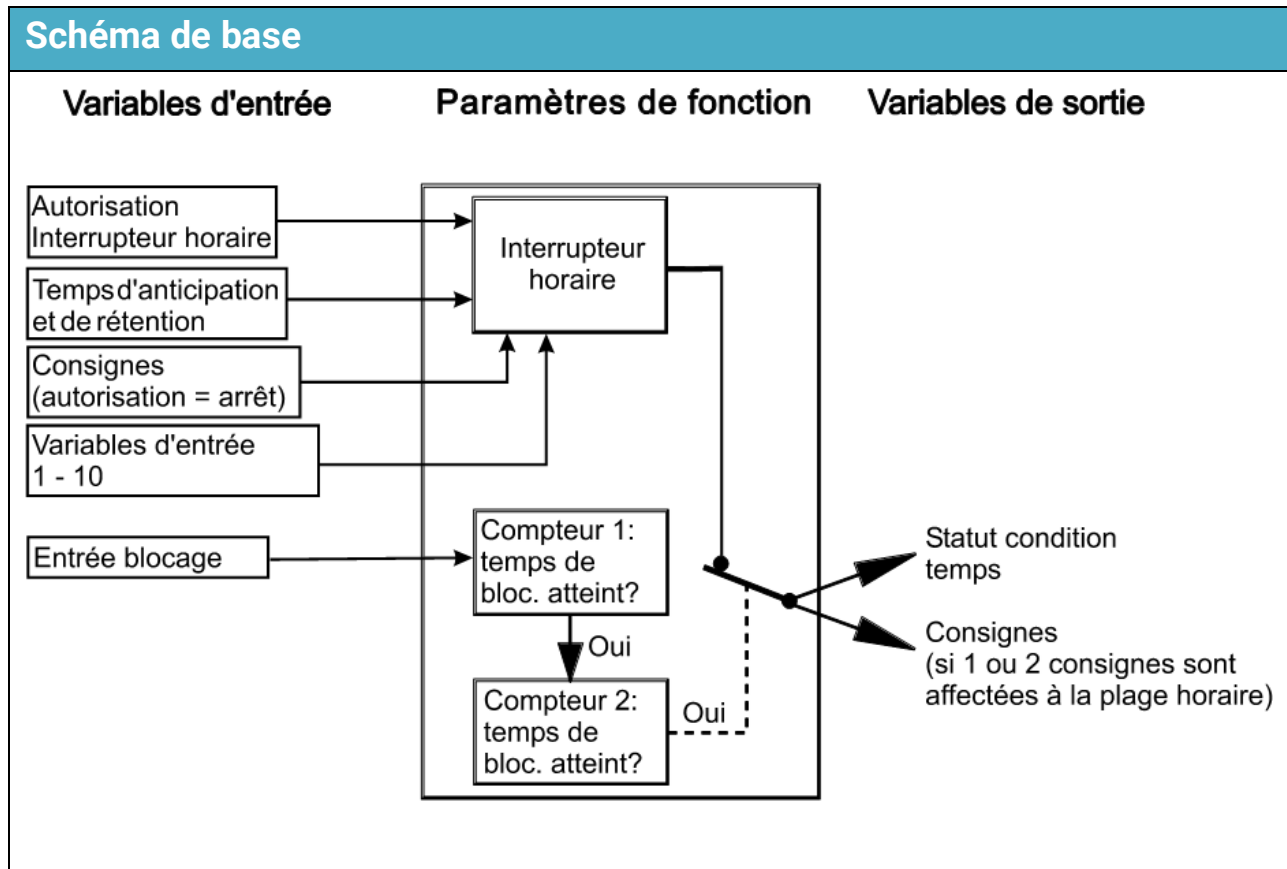 Schéma de base
Variables d'entrée
Paramètres de fonction
Variables de sortie
Autorisation
Interrupteur horaire
Temps d'anticipation
et de rétention
Consignes
(autorisation = arrêt)
Variables d'entrée
1 - 10
Entrée blocage
Interrupteur
horaire
Compteur 1:
temps de
bloc. atteint?
Oui
Compteur 2:
temps de
bloc. atteint?
Oui
Statut condition
temps
Consignes
(si 1 ou 2 consignes sont
affectées à la plage horaire)